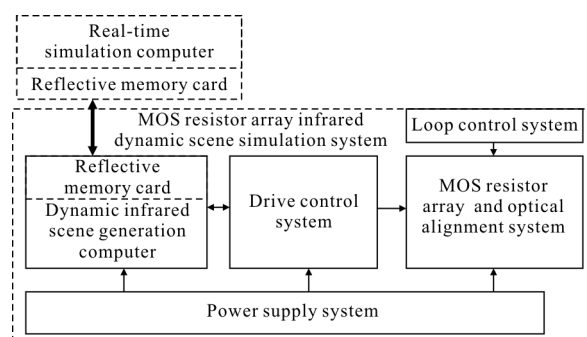 Real-time
simulation computer
Reflective memory card
MOS resistor array infrared
dynamic scene simulation system
Loop control system
Reflective
memory card
Dynamic infrared
scene generation
computer
Drive control
system
MOS resistor
array and optical
alignment system
Power supply system